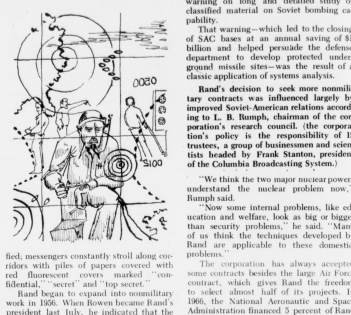 0200
2100
fied; messengers constantly stroll along cor-
ridors with piles of papers covered with
red fluorescent covers marked "con-
fidential," "secret" and "top secret."
Rand began to expand into nonmilitary
work in 1956. When Rowen became Rand's
president last July, he indicated that the
warning on long and detailed study of
classified material on Soviet bombing ca-
pability.
That warning—which led to the closing
of SAC bases at an annual saving of $1
billion and helped persuade the defense
department to develop protected under-
ground missile sites—was the result of a
classic application of systems analysis.
Rand's decision to seek more nonmili-
tary contracts was influenced largely by
improved Soviet-American relations accord-
ing to L. B. Rumph, chairman of the cor-
poration's research council. (the corpora-
tion's policy is the responsibility of
trustees, a group of businessmen and scien-
tists headed by Frank Stanton, president
of the Columbia Broadcasting System.)
"We think the two major nuclear powers
understand the nuclear problem now,"
Rumph said.
"Now some internal problems, like ed-
ucation and welfare, look as big or bigger
than security problems," he said. "Many
of us think the techniques developed by
Rand are applicable to these domestic
problems."
The corporation has always accepted
some contracts besides the large Air Force
contract, which gives Rand the freedom
to select almost half of its projects. In
1966, the National Aeronautic and Space
Administration financed 5 percent of Rand